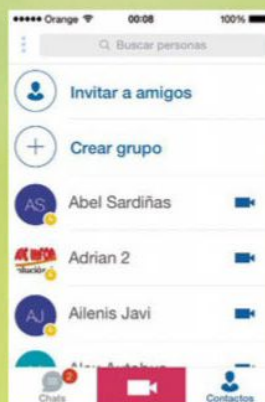 Orange 00:08 100%
Buscar personas
Invitar a amigos
Crear grupo
AS Abel Sardiñas
Adrian 2
AJ Ailenis Javi
2
Chats Contactos